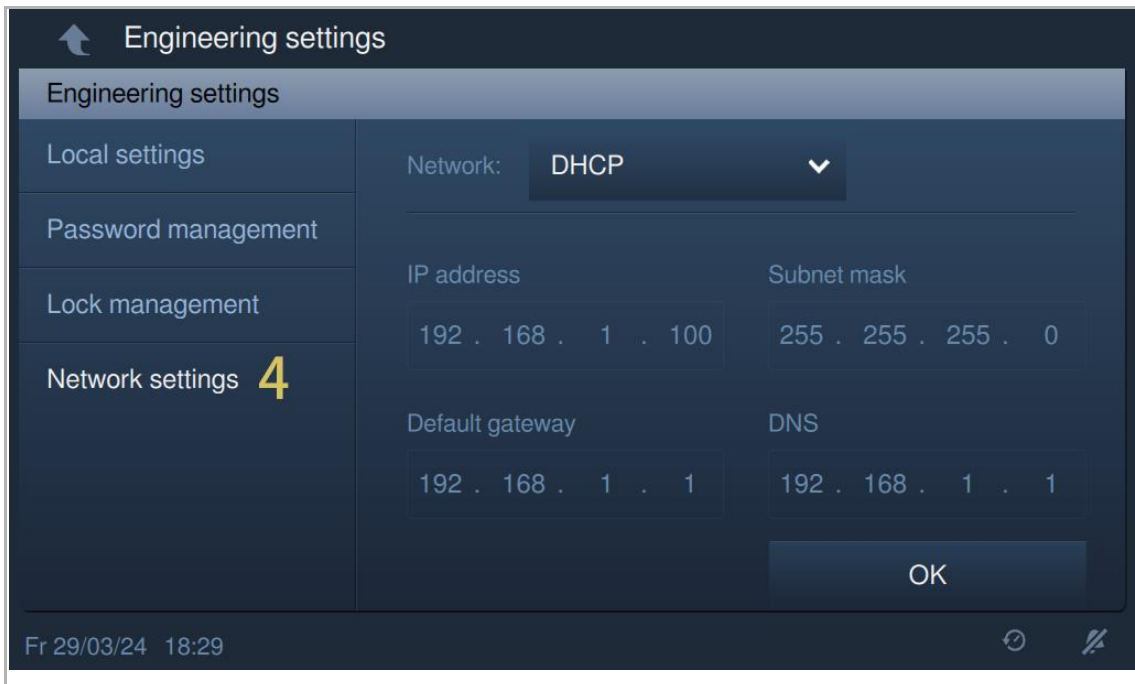 Engineering settings
Engineering settings
Local settings
Password management
Lock management
Network settings 4
Network: DHCP
IP address
192 . 168 . 1 . 100
Subnet mask
255 . 255 . 255 . 0
Default gateway
192 . 168 . 1 . 1
DNS
192 . 168 . 1 . 1
OK
Fr 29/03/24 18:29